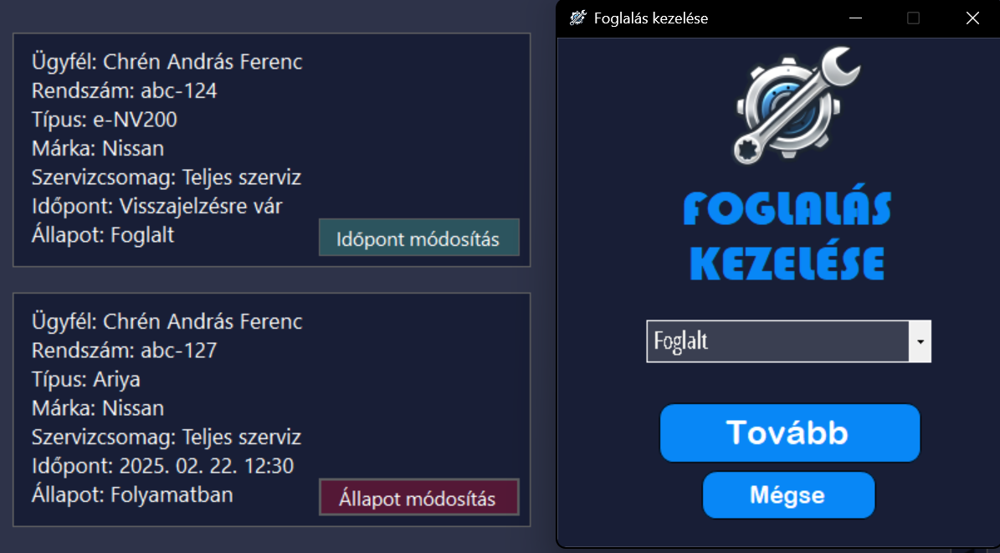 Ügyfél: Chrén András Ferenc
Rendszám: abc-124
Típus: e-NV200
Márka: Nissan
Szervizcsomag: Teljes szerviz
Időpont: Visszajelzésre vár
Állapot: Foglalt
Időpont módosítás
Ügyfél: Chrén András Ferenc
Rendszám: abc-127
Típus: Ariya
Márka: Nissan
Szervizcsomag: Teljes szerviz
Időpont: 2025. 02. 22. 12:30
Állapot: Folyamatban
Állapot módosítás
Foglalás kezelése
FOGLALÁS
KEZELÉSE
Foglalt
Tovább
Mégse